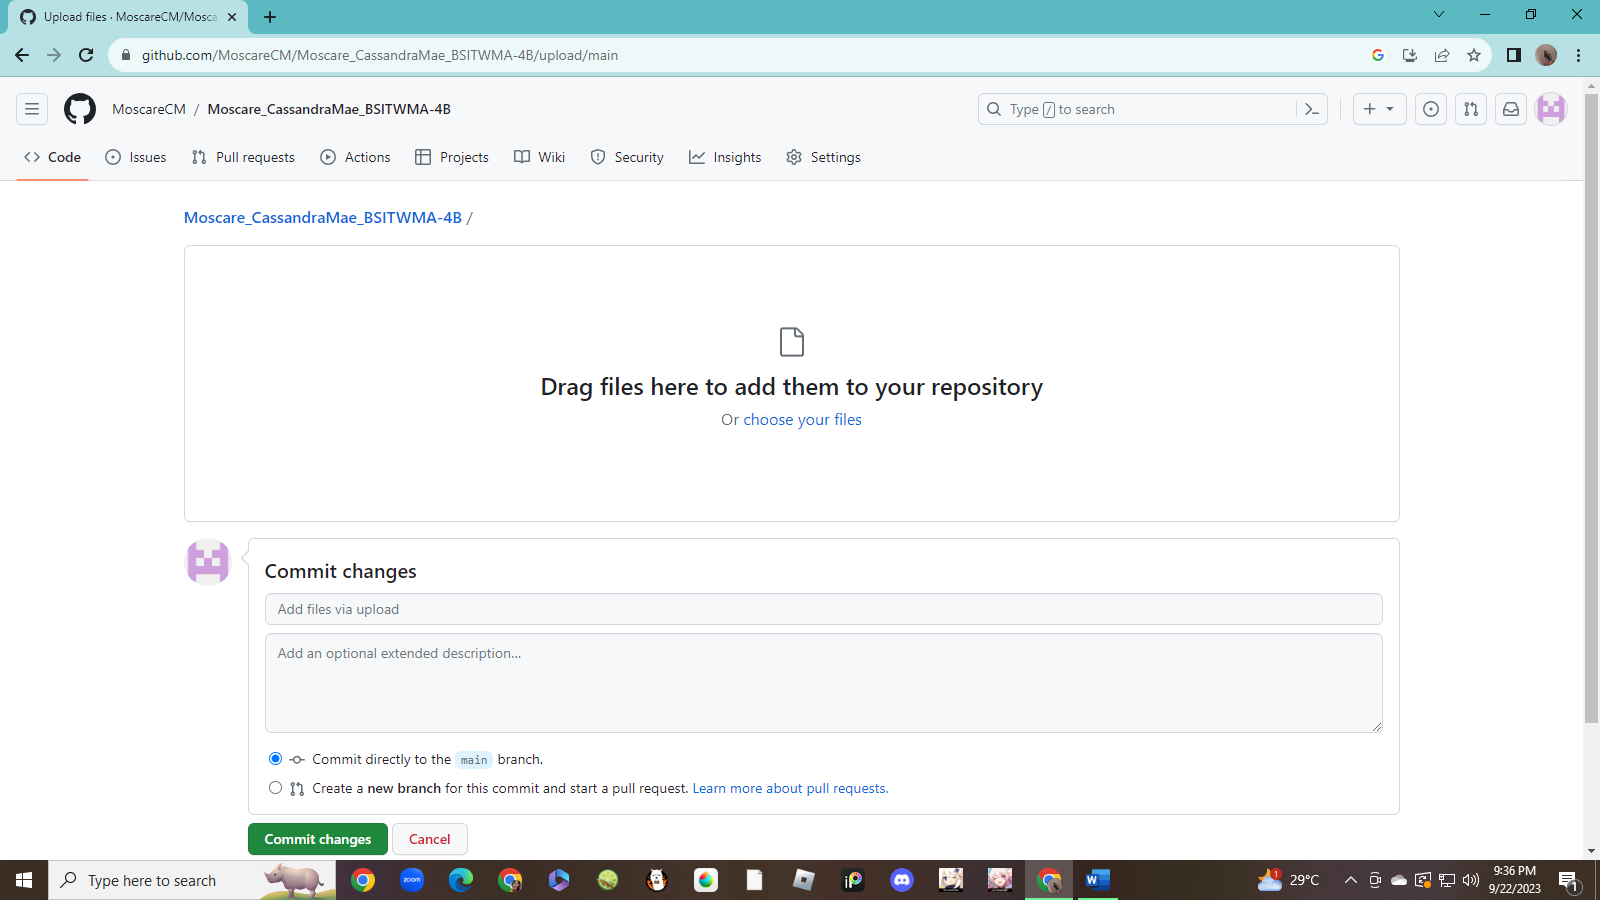 Upload files · MoscareCM/Mosca
github.com/MoscareCM/Moscare_CassandraMae_BSITWMA-4B/upload/main
MoscareCM / Moscare_CassandraMae_BSITWMA-4B
Type / to search
Code Issues Pull requests Actions Projects Wiki Security Insights Settings
Moscare_CassandraMae_BSITWMA-4B /
Drag files here to add them to your repository
Or choose your files
Commit changes
Add files via upload
Add an optional extended description...
Commit directly to the main branch.
Create a new branch for this commit and start a pull request. Learn more about pull requests.
Commit changes Cancel
Type here to search
zoom
iP
W
1
29°C
9:36 PM
9/22/2023
1